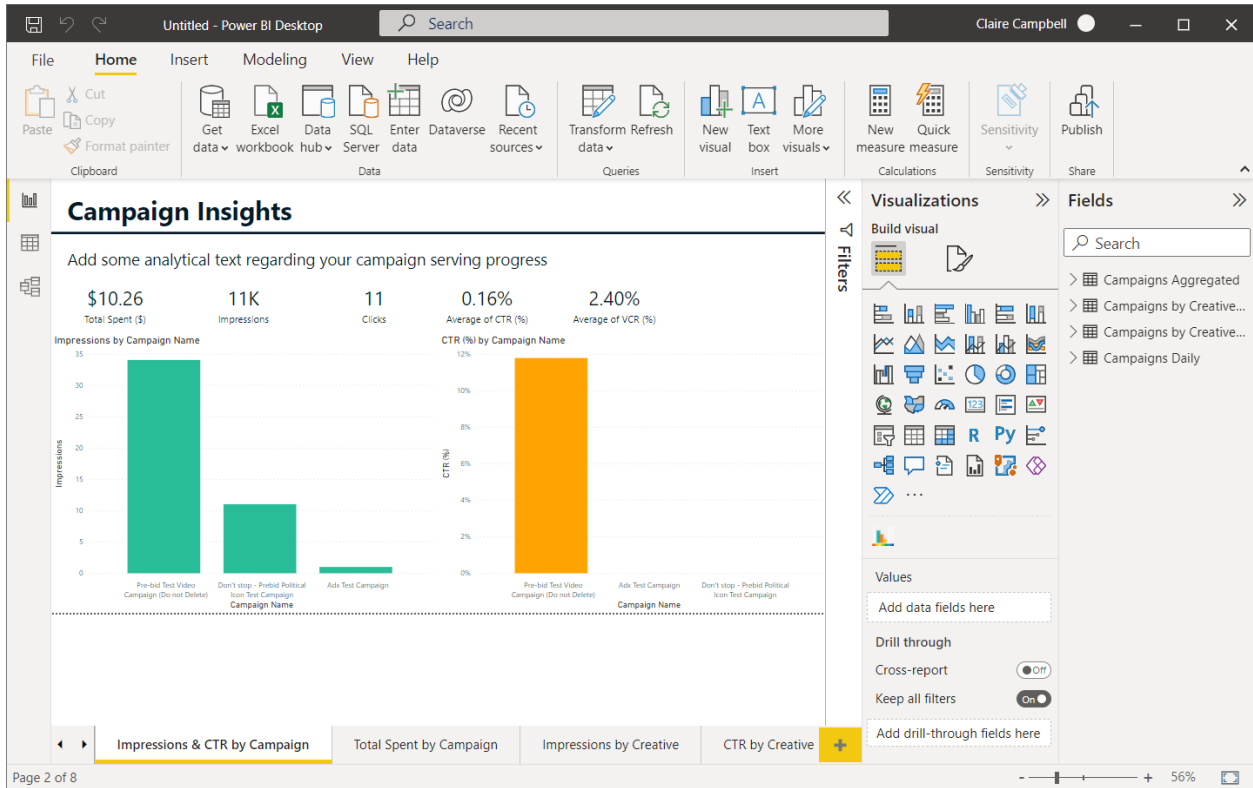 Untitled - Power BI Desktop
Search
Claire Campbell
File Home Insert Modeling View Help
Paste
Cut
Copy
Format painter
Clipboard
Get data
Excel workbook
Data hub
SQL Server
Enter data
Dataverse
Recent sources
Data
Transform data
Refresh
Queries
New visual
Text box
More visuals
Insert
New measure
Quick measure
Calculations
Sensitivity
Sensitivity
Publish
Share
Campaign Insights
Add some analytical text regarding your campaign serving progress
$10.26 11K 11 0.16% 2.40%
Total Spent ($) Impressions Clicks Average of CTR (%) Average of VCR (%)
Impressions by Campaign Name
35
30
25
20
15
10
5
0
Impressions
Pre-bid Test Video
Campaign (Do not Delete)
Don't stop - Prebid Political
Icon Test Campaign
Adx Test Campaign
Campaign Name
CTR (%) by Campaign Name
12%
10%
8%
6%
4%
2%
0%
CTR (%)
Pre-bid Test Video
Campaign (Do not Delete)
Adx Test Campaign
Don't stop - Prebid Political
Icon Test Campaign
Campaign Name
Filters
Visualizations
Build visual
123
R Py
...
Values
Add data fields here
Drill through
Cross-report Off
Keep all filters On
Add drill-through fields here
Fields
Search
Campaigns Aggregated
Campaigns by Creative...
Campaigns by Creative...
Campaigns Daily
Impressions & CTR by Campaign
Total Spent by Campaign
Impressions by Creative
CTR by Creative
+
Page 2 of 8
- + 56%